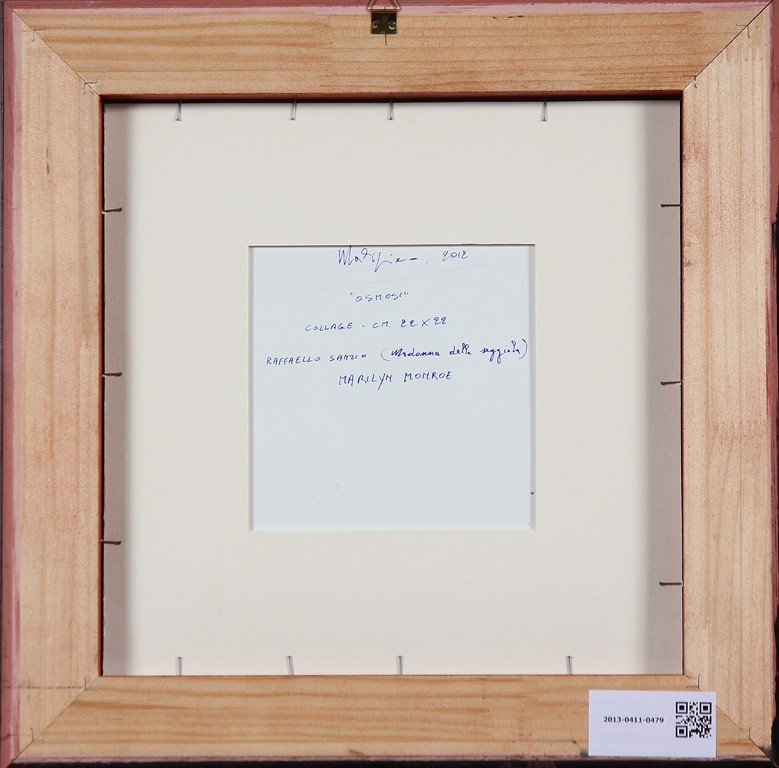 , 2012
"OSMOSI"
COLLAGE - CM. 22 X 22
RAFFAELLO SANZIO (Madonna della seggiola)
MARILYN MONROE
2013-0411-0479